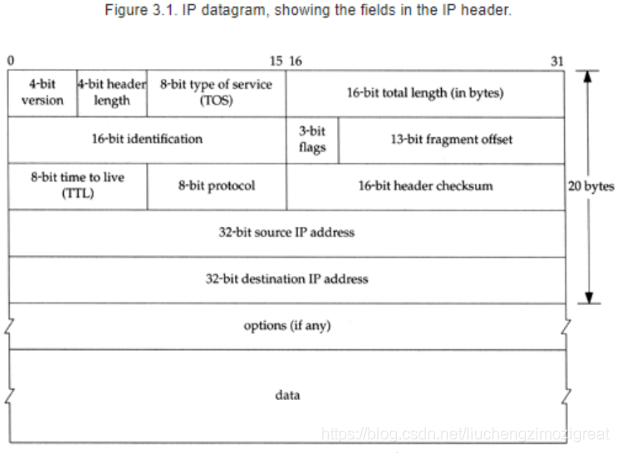 Figure 3.1. IP datagram, showing the fields in the IP header.
0 15 16 31
4-bit version
4-bit header length
8-bit type of service (TOS)
16-bit total length (in bytes)
16-bit identification
3-bit flags
13-bit fragment offset
8-bit time to live (TTL)
8-bit protocol
16-bit header checksum
20 bytes
32-bit source IP address
32-bit destination IP address
options (if any)
data
https://blog.csdn.net/liuchengzimozigreat